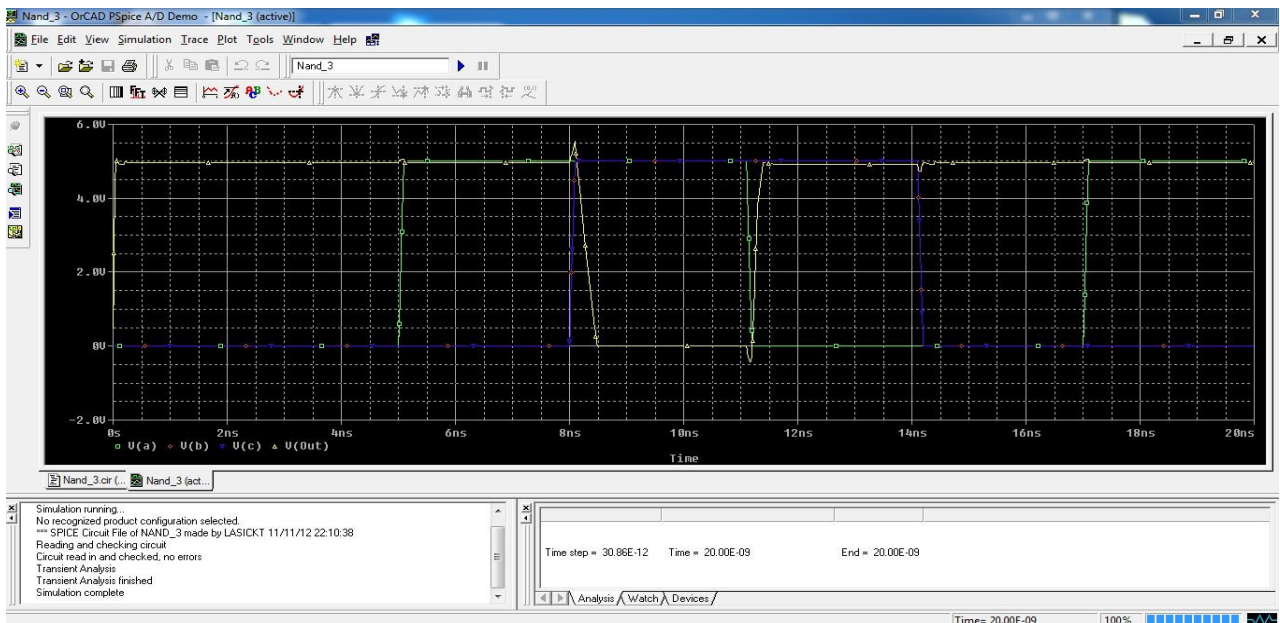 Nand_3 - OrCAD PSpice A/D Demo - [Nand_3 (active)]
File Edit View Simulation Trace Plot Tools Window Help
Nand_3
6.0V
4.0V
2.0V
0V
-2.0V
0s 2ns 4ns 6ns 8ns 10ns 12ns 14ns 16ns 18ns 20ns
V(a) V(b) V(c) V(Out)
Time
Nand_3.cir (... Nand_3 (act...
Simulation running...
No recognized product configuration selected.
*** SPICE Circuit File of NAND_3 made by LASICKT 11/11/12 22:10:38
Reading and checking circuit
Circuit read in and checked, no errors
Transient Analysis
Transient Analysis finished
Simulation complete
Time step = 30.86E-12 Time = 20.00E-09 End = 20.00E-09
Analysis Watch Devices
Time= 20.00E-09 100%